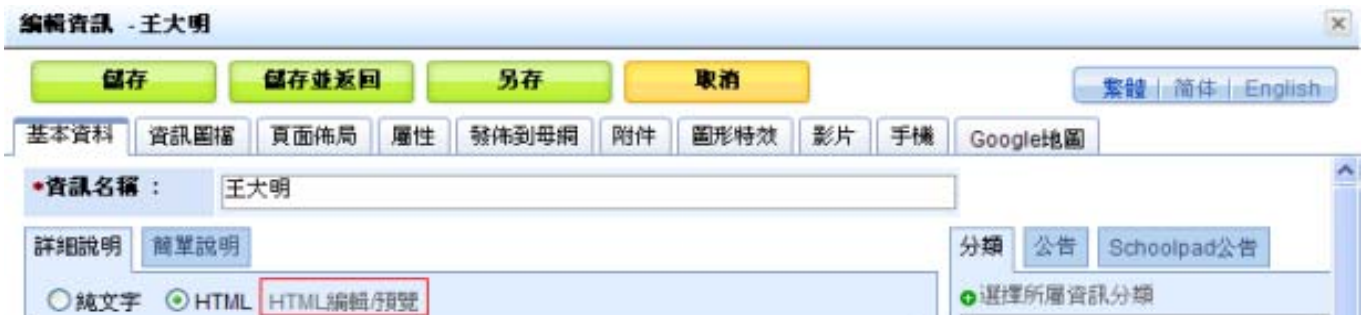 編輯資訊 -王大明
儲存 儲存並返回 另存 取消 繁體 | 简体 | English
基本資料 資訊圖檔 頁面佈局 屬性 發佈到母網 附件 圖形特效 影片 手機 Google地圖
•資訊名稱： 王大明
詳細說明 簡單說明 分類 公告 Schoolpad公告
純文字 HTML HTML編輯/預覽 選擇所屬資訊分類